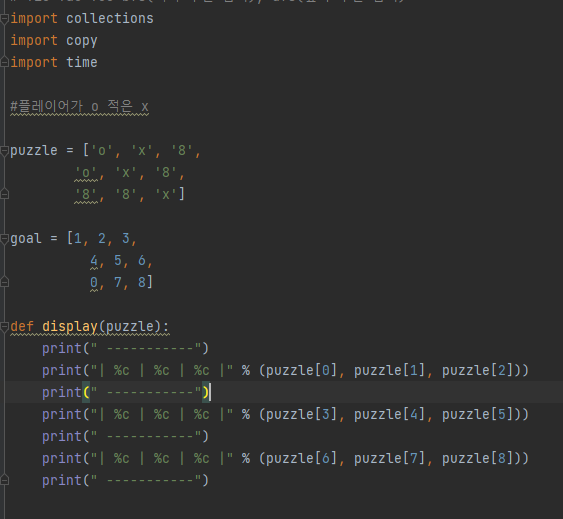 import collections
import copy
import time
#플레이어가 o 적은 x
puzzle = ['o', 'x', '8',
'o', 'x', '8',
'8', '8', 'x']
goal = [1, 2, 3,
4, 5, 6,
0, 7, 8]
def display(puzzle):
print(" -----------")
print("| %c | %c | %c |" % (puzzle[0], puzzle[1], puzzle[2]))
print(" -----------")
print("| %c | %c | %c |" % (puzzle[3], puzzle[4], puzzle[5]))
print(" -----------")
print("| %c | %c | %c |" % (puzzle[6], puzzle[7], puzzle[8]))
print(" -----------")